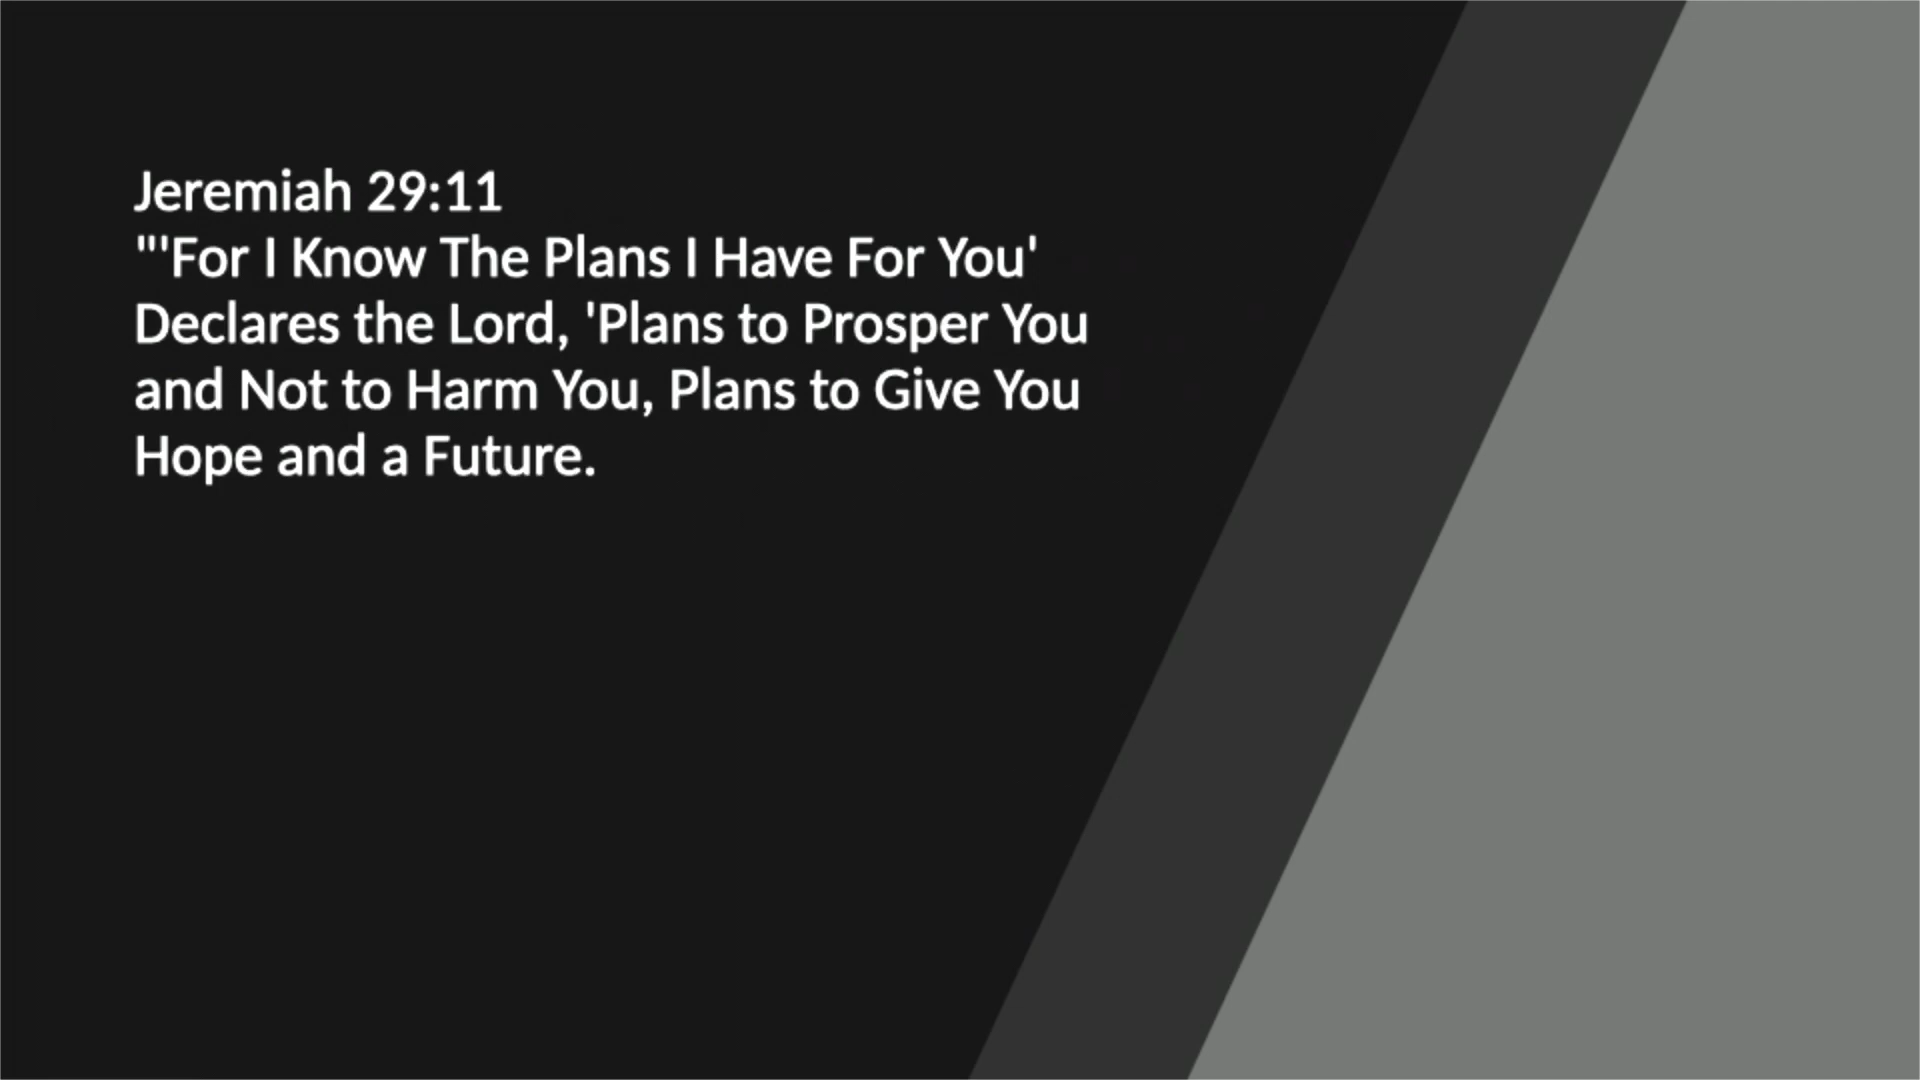 Jeremiah 29:11
"'For I Know The Plans I Have For You'
Declares the Lord, 'Plans to Prosper You
and Not to Harm You, Plans to Give You
Hope and a Future.